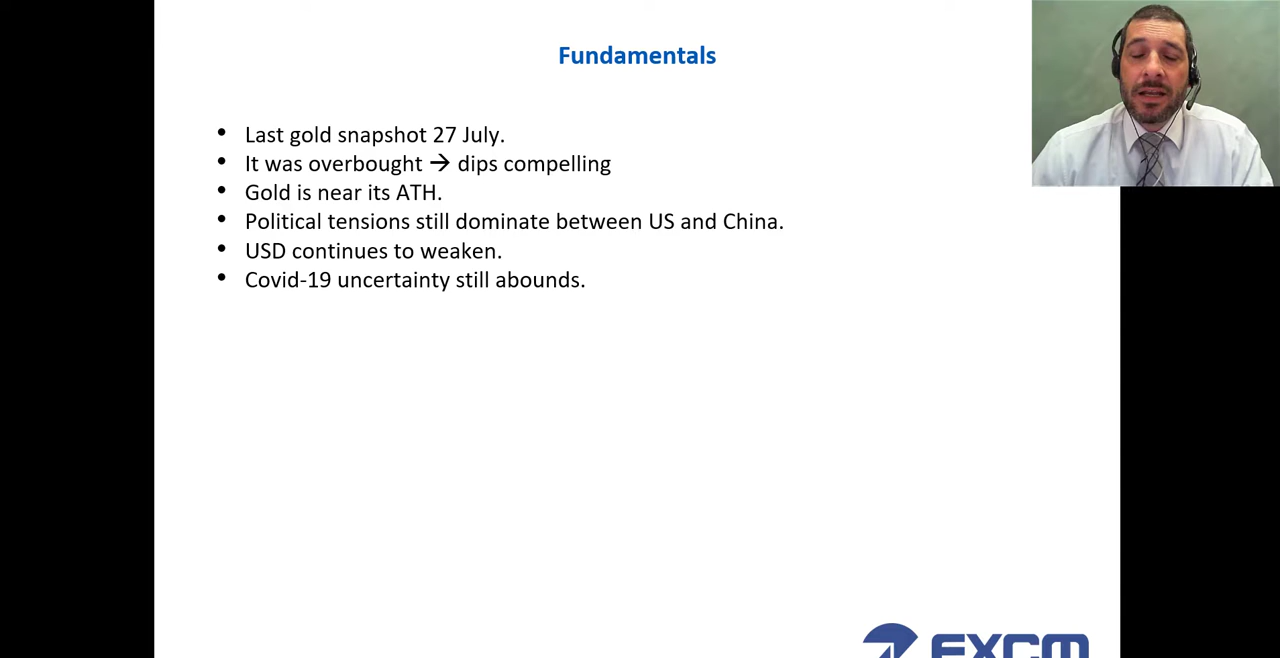 Fundamentals
• Last gold snapshot 27 July.
• It was overbought → dips compelling
• Gold is near its ATH.
• Political tensions still dominate between US and China.
• USD continues to weaken.
• Covid-19 uncertainty still abounds.
FXCM